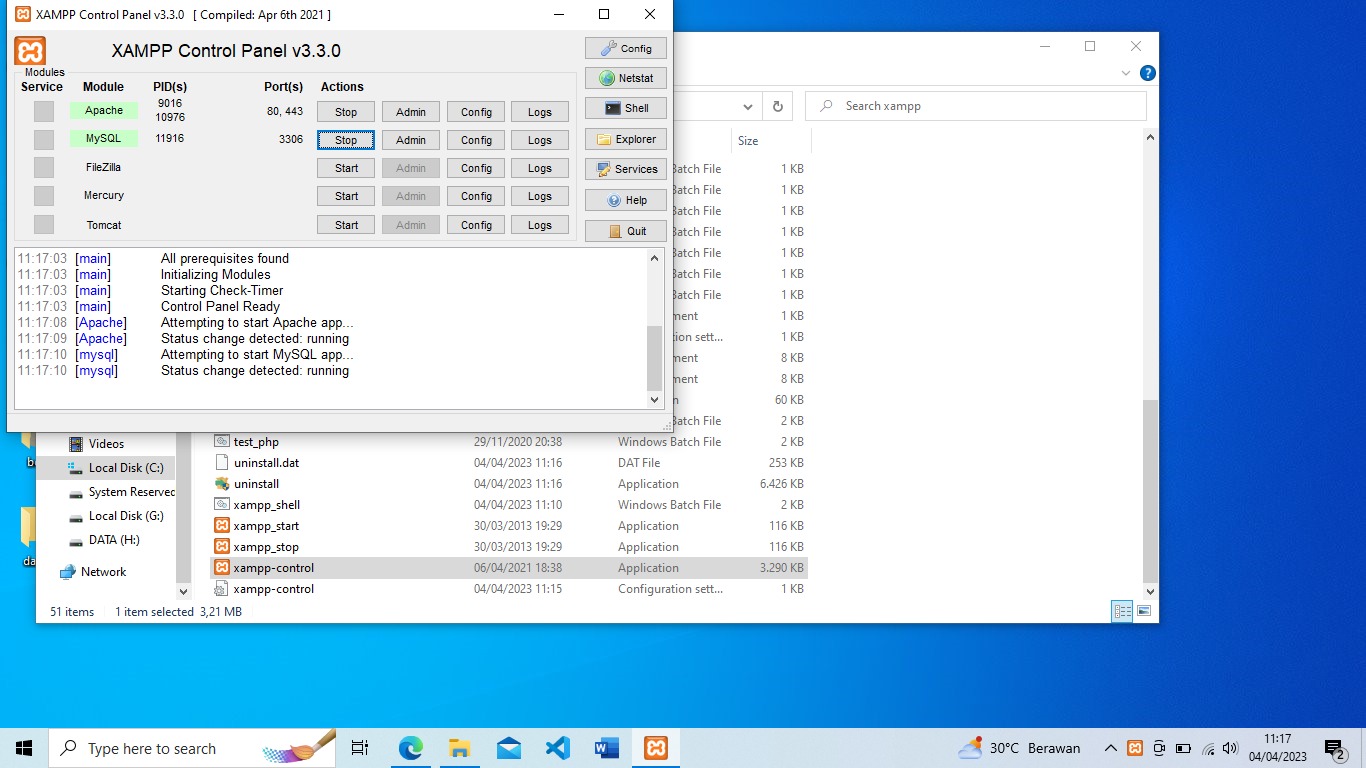 XAMPP Control Panel v3.3.0 [ Compiled: Apr 6th 2021 ]
XAMPP Control Panel v3.3.0
Config
Modules
Service Module PID(s) Port(s) Actions
Netstat
Apache 9016 10976 80, 443 Stop Admin Config Logs
Shell
MySQL 11916 3306 Stop Admin Config Logs
Explorer
FileZilla Start Admin Config Logs
Services
Mercury Start Admin Config Logs
Help
Tomcat Start Admin Config Logs
Quit
11:17:03 [main] All prerequisites found
11:17:03 [main] Initializing Modules
11:17:03 [main] Starting Check-Timer
11:17:03 [main] Control Panel Ready
11:17:08 [Apache] Attempting to start Apache app...
11:17:09 [Apache] Status change detected: running
11:17:10 [mysql] Attempting to start MySQL app...
11:17:10 [mysql] Status change detected: running
Search xampp
Size
Batch File 1 KB
Batch File 1 KB
Batch File 1 KB
Batch File 1 KB
Batch File 1 KB
Batch File 1 KB
Batch File 1 KB
ment 1 KB
ion sett... 1 KB
ment 8 KB
ment 8 KB
n 60 KB
Batch File 2 KB
test_php 29/11/2020 20:38 Windows Batch File 2 KB
uninstall.dat 04/04/2023 11:16 DAT File 253 KB
uninstall 04/04/2023 11:16 Application 6.426 KB
xampp_shell 04/04/2023 11:10 Windows Batch File 2 KB
xampp_start 30/03/2013 19:29 Application 116 KB
xampp_stop 30/03/2013 19:29 Application 116 KB
xampp-control 06/04/2021 18:38 Application 3.290 KB
xampp-control 04/04/2023 11:15 Configuration sett... 1 KB
Videos
Local Disk (C:)
System Reserved
Local Disk (G:)
DATA (H:)
Network
51 items 1 item selected 3,21 MB
be
da
Type here to search
30°C Berawan
11:17
04/04/2023
2